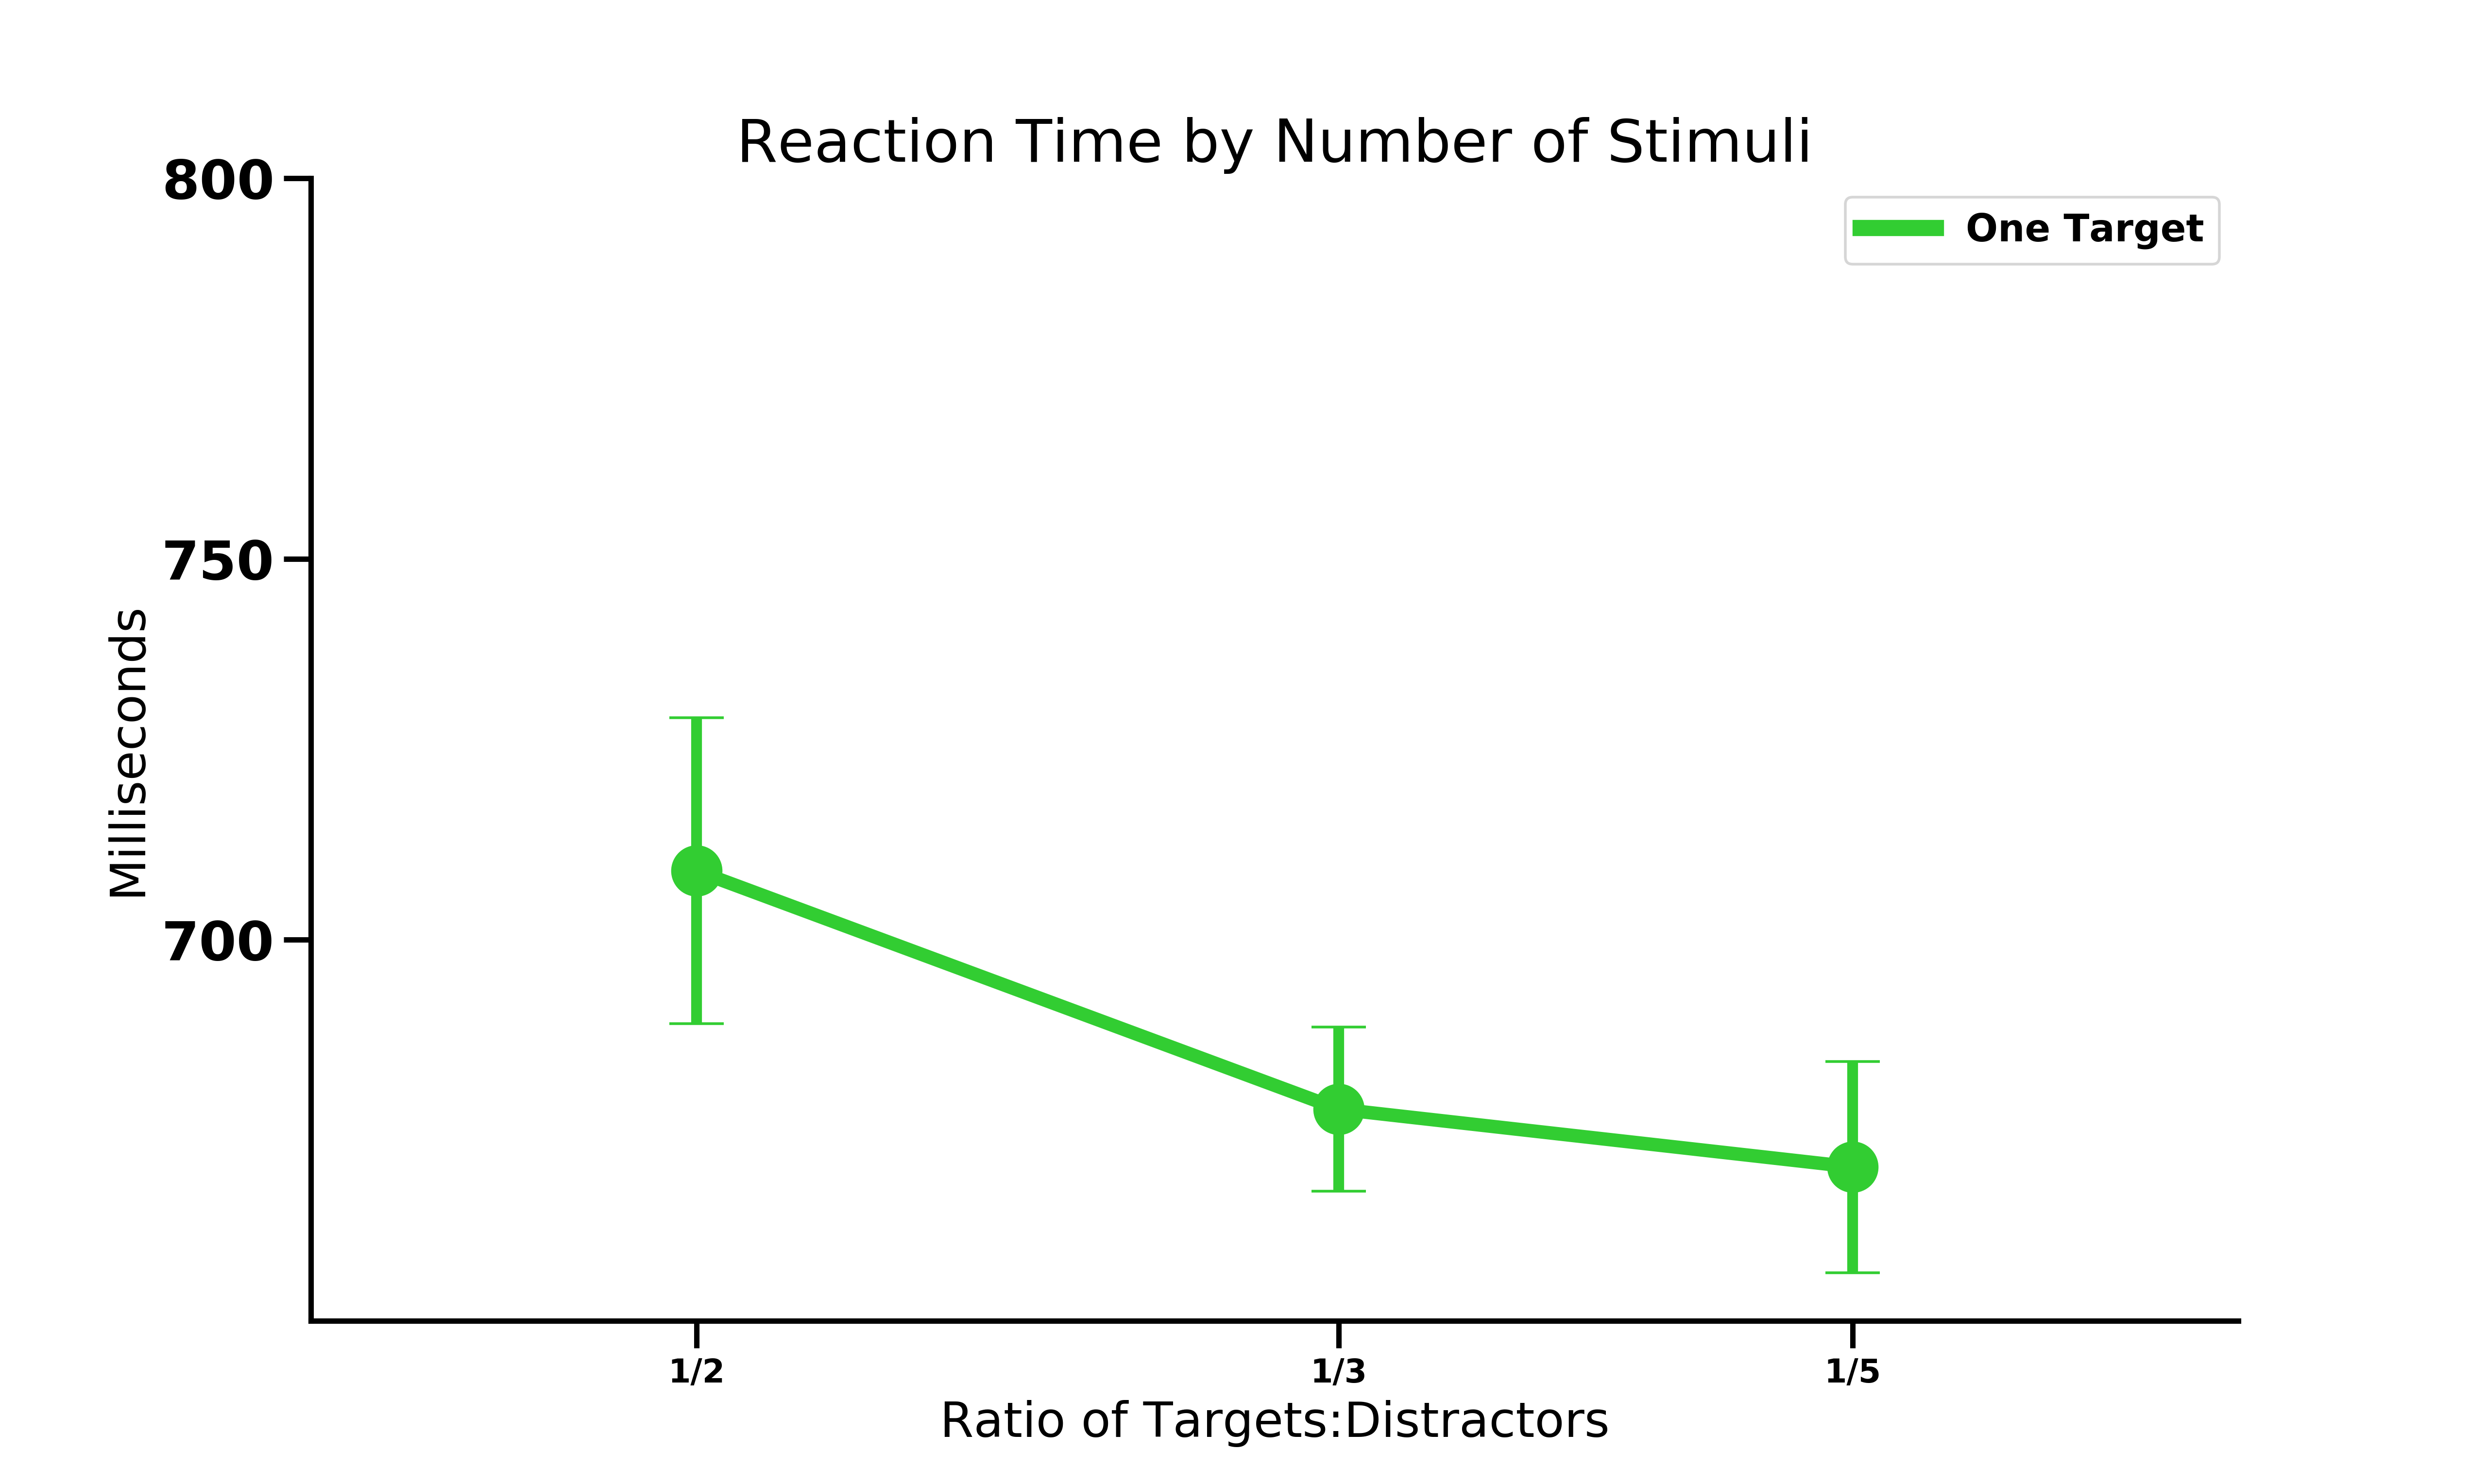 Reaction Time by Number of Stimuli
One Target
800
750
700
Milliseconds
1/2 1/3 1/5
Ratio of Targets:Distractors